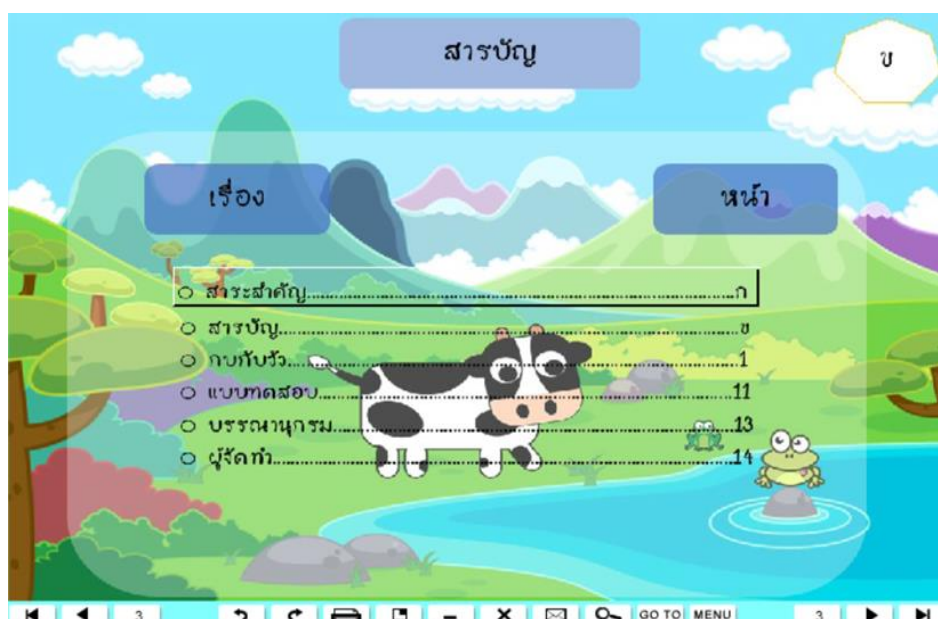 สารบัญ
ข
เรื่อง
หน้า
○ สาระสำคัญ..........ก
○ สารบัญ..........ข
○ กบกับวัว..........1
○ แบบทดสอบ..........11
○ บรรณานุกรม..........13
○ ผู้จัดทำ..........14
3
GO TO
MENU
3